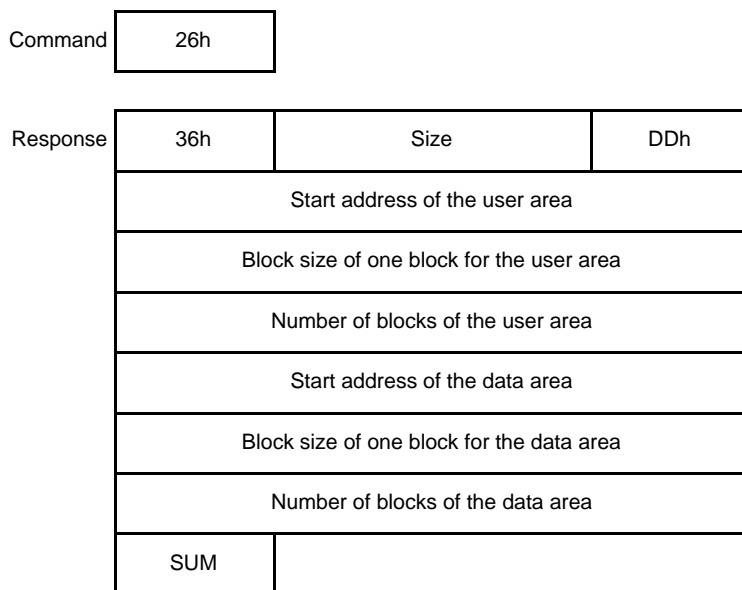 Command 26h
Response 36h Size DDh
Start address of the user area
Block size of one block for the user area
Number of blocks of the user area
Start address of the data area
Block size of one block for the data area
Number of blocks of the data area
SUM